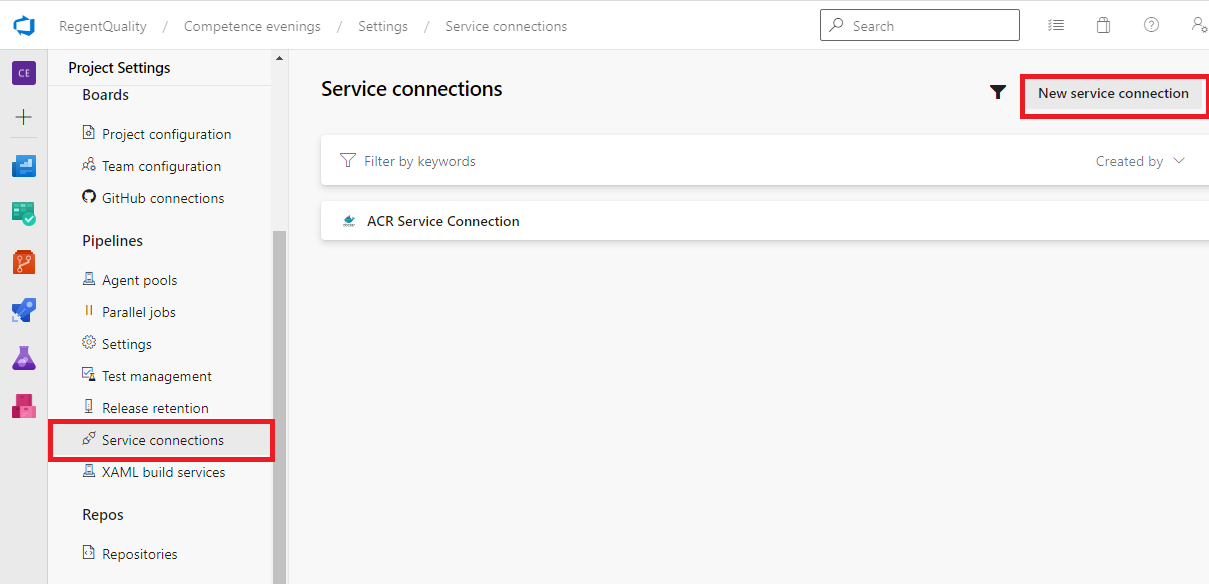 RegentQuality / Competence evenings / Settings / Service connections
Search
CE
Project Settings
Boards
Project configuration
Team configuration
GitHub connections
Pipelines
Agent pools
Parallel jobs
Settings
Test management
Release retention
Service connections
XAML build services
Repos
Repositories
Service connections
New service connection
Filter by keywords
Created by
ACR Service Connection